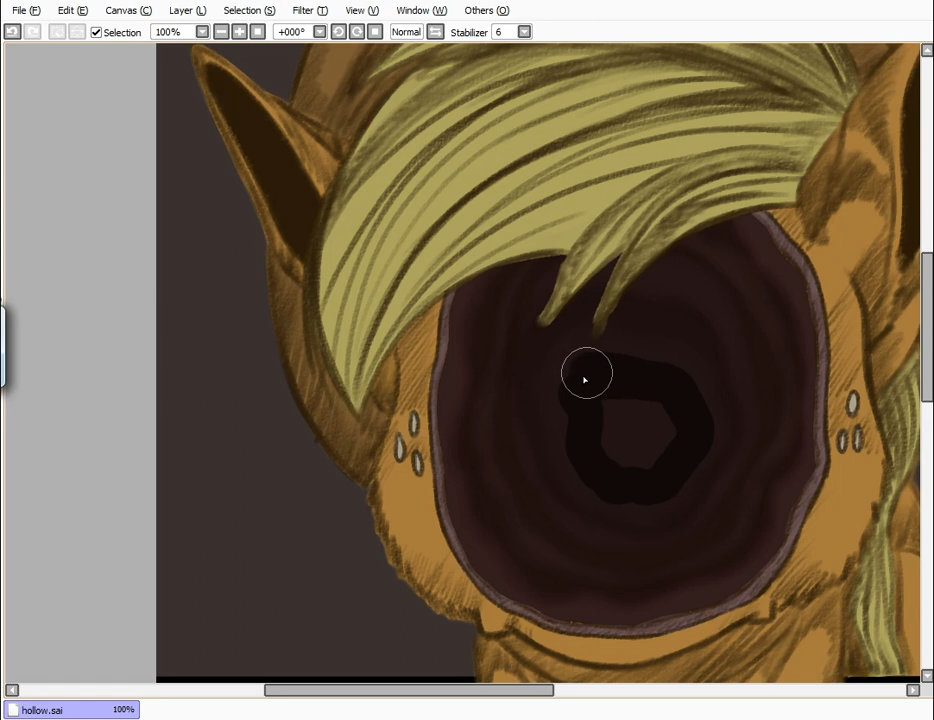 File (F) Edit (E) Canvas (C) Layer (L) Selection (S) Filter (T) View (V) Window (W) Others (O)
Selection 100% +000° Normal Stabilizer 6
hollow.sai 100%